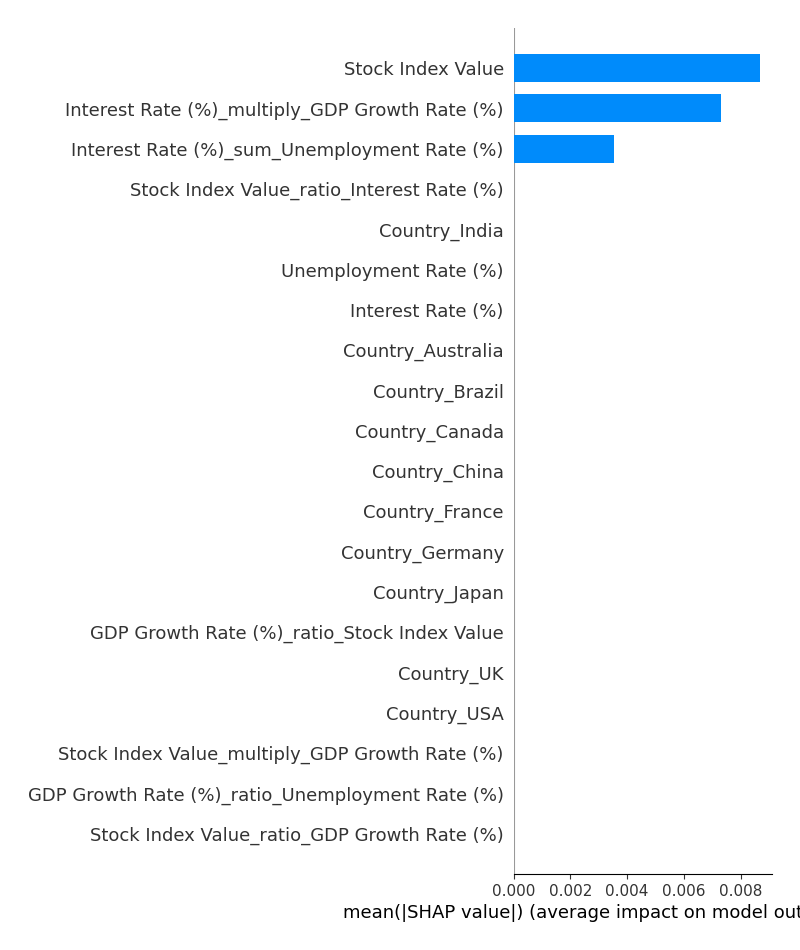 Stock Index Value
Interest Rate (%)_multiply_GDP Growth Rate (%)
Interest Rate (%)_sum_Unemployment Rate (%)
Stock Index Value_ratio_Interest Rate (%)
Country_India
Unemployment Rate (%)
Interest Rate (%)
Country_Australia
Country_Brazil
Country_Canada
Country_China
Country_France
Country_Germany
Country_Japan
GDP Growth Rate (%)_ratio_Stock Index Value
Country_UK
Country_USA
Stock Index Value_multiply_GDP Growth Rate (%)
GDP Growth Rate (%)_ratio_Unemployment Rate (%)
Stock Index Value_ratio_GDP Growth Rate (%)
0.000 0.002 0.004 0.006 0.008
mean(|SHAP value|) (average impact on model out